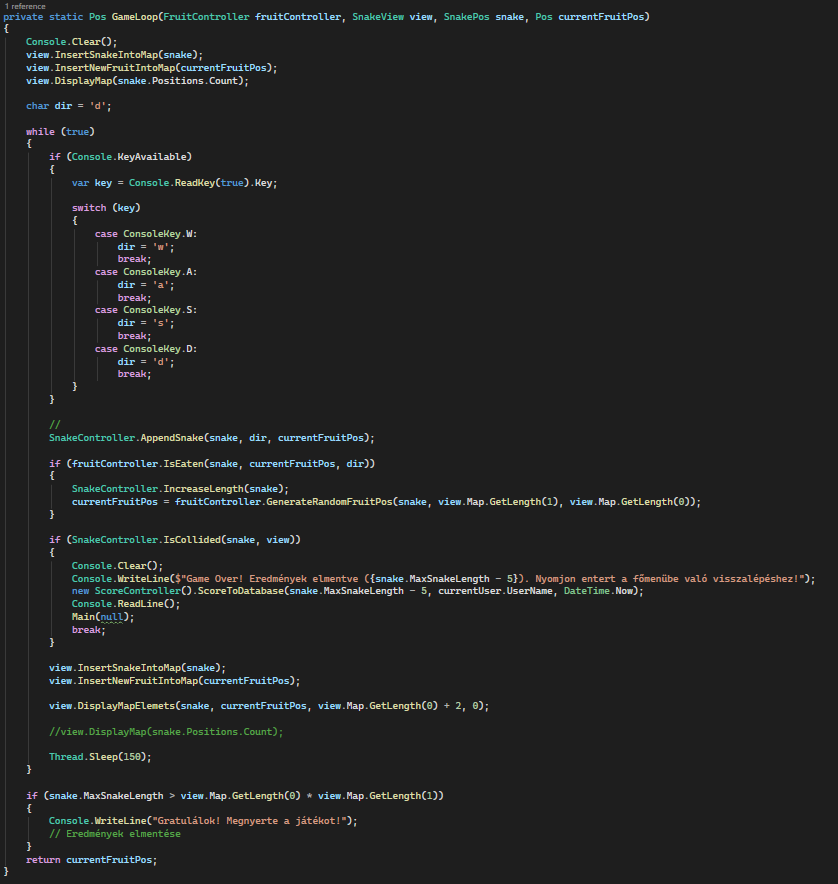 1 reference
private static Pos GameLoop(FruitController fruitController, SnakeView view, SnakePos snake, Pos currentFruitPos)
{
    Console.Clear();
    view.InsertSnakeIntoMap(snake);
    view.InsertNewFruitIntoMap(currentFruitPos);
    view.DisplayMap(snake.Positions.Count);

    char dir = 'd';

    while (true)
    {
        if (Console.KeyAvailable)
        {
            var key = Console.ReadKey(true).Key;

            switch (key)
            {
                case ConsoleKey.W:
                    dir = 'w';
                    break;
                case ConsoleKey.A:
                    dir = 'a';
                    break;
                case ConsoleKey.S:
                    dir = 's';
                    break;
                case ConsoleKey.D:
                    dir = 'd';
                    break;
            }
        }

        //
        SnakeController.AppendSnake(snake, dir, currentFruitPos);

        if (fruitController.IsEaten(snake, currentFruitPos, dir))
        {
            SnakeController.IncreaseLength(snake);
            currentFruitPos = fruitController.GenerateRandomFruitPos(snake, view.Map.GetLength(1), view.Map.GetLength(0));
        }

        if (SnakeController.IsCollided(snake, view))
        {
            Console.Clear();
            Console.WriteLine($"Game Over! Eredmények elmentve ({snake.MaxSnakeLength - 5}). Nyomjon entert a főmenübe való visszalépéshez!");
            new ScoreController().ScoreToDatabase(snake.MaxSnakeLength - 5, currentUser.UserName, DateTime.Now);
            Console.ReadLine();
            Main(null);
            break;
        }

        view.InsertSnakeIntoMap(snake);
        view.InsertNewFruitIntoMap(currentFruitPos);

        view.DisplayMapElemets(snake, currentFruitPos, view.Map.GetLength(0) + 2, 0);

        //view.DisplayMap(snake.Positions.Count);

        Thread.Sleep(150);
    }

    if (snake.MaxSnakeLength > view.Map.GetLength(0) * view.Map.GetLength(1))
    {
        Console.WriteLine("Gratulálok! Megnyerte a játékot!");
        // Eredmények elmentése
    }
    return currentFruitPos;
}